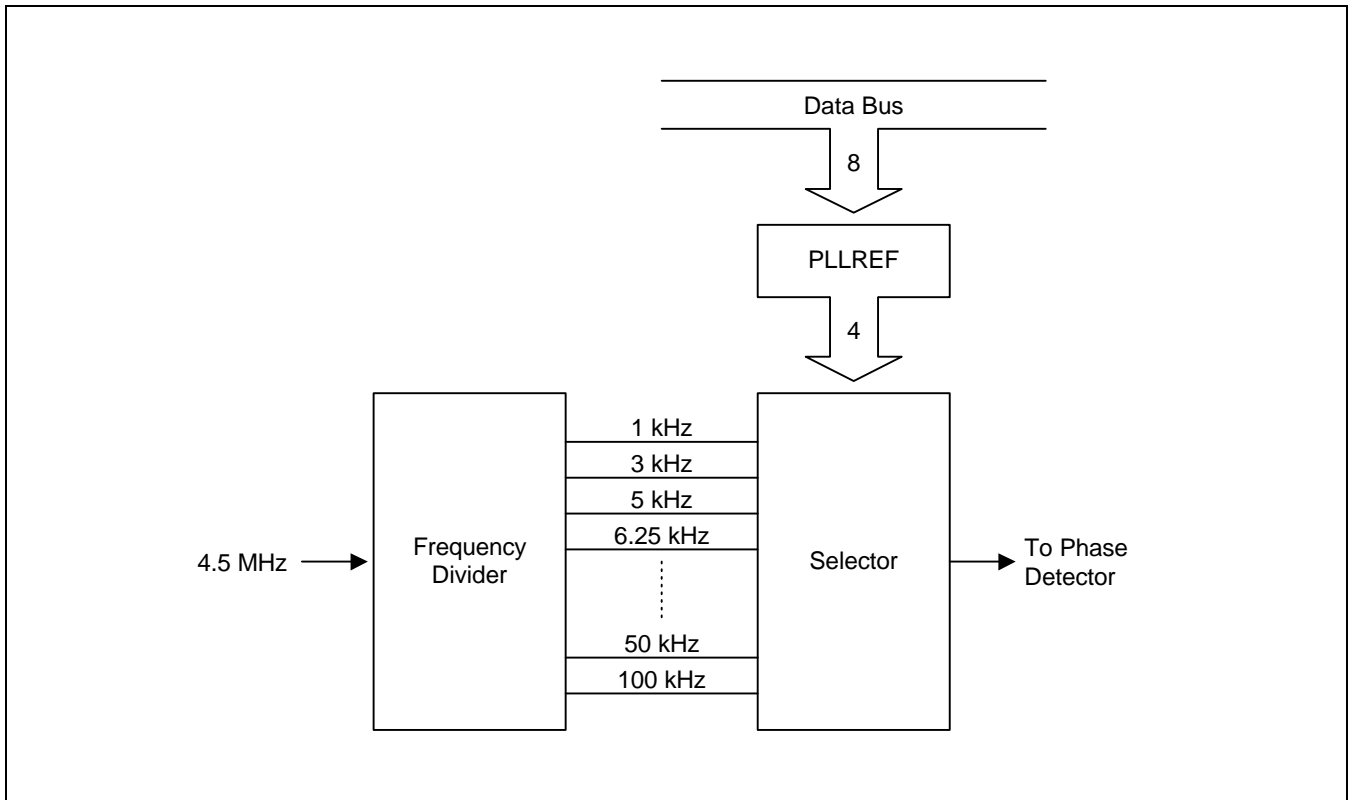 Data Bus
8
PLLREF
4
1 kHz
3 kHz
5 kHz
6.25 kHz
4.5 MHz
Frequency
Divider
Selector
To Phase
Detector
50 kHz
100 kHz